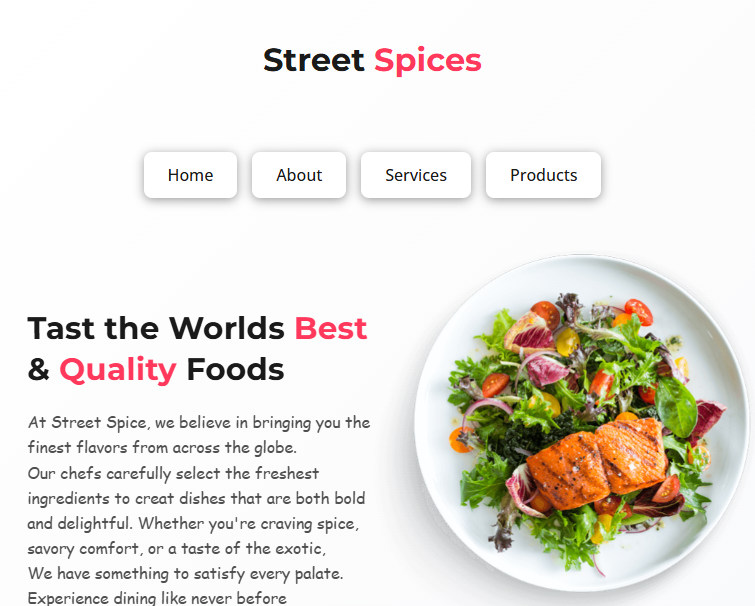 Street Spices
Home About Services Products
Tast the Worlds Best
& Quality Foods
At Street Spice, we believe in bringing you the
finest flavors from across the globe.
Our chefs carefully select the freshest
ingredients to creat dishes that are both bold
and delightful. Whether you're craving spice,
savory comfort, or a taste of the exotic,
We have something to satisfy every palate.
Experience dining like never before